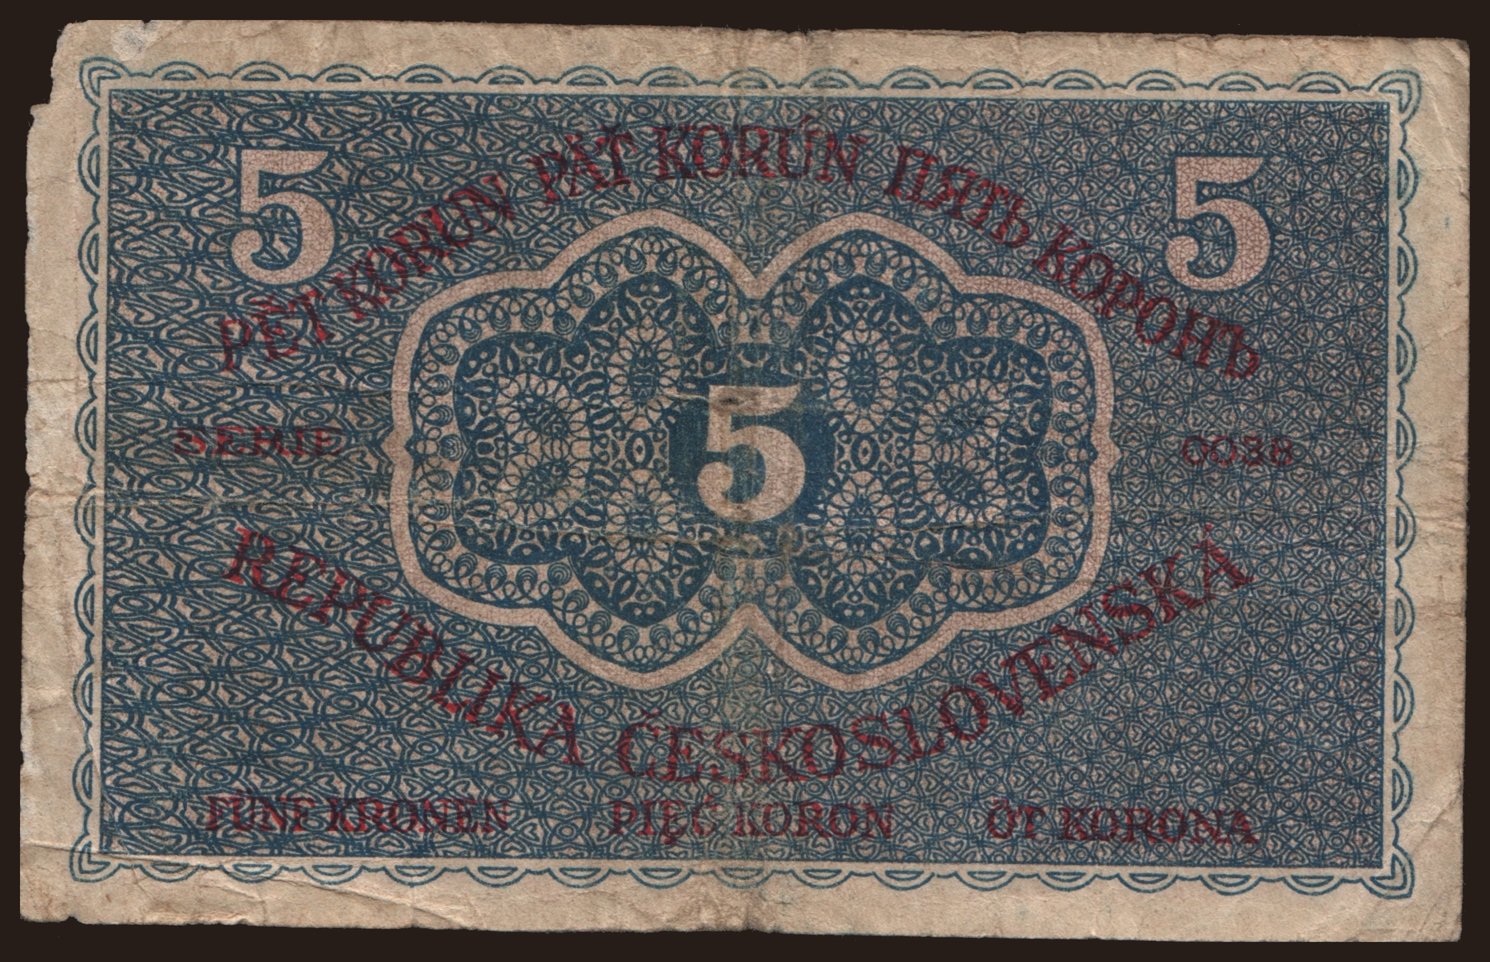 5 5
PĚT KORUN PÄŤ KORÚN ПЯТЬ КОРОНЪ
5
SERIE 0038
REPUBLIKA ČESKOSLOVENSKÁ
FÜNF KRONEN PIĘĆ KORON ÖT KORONA